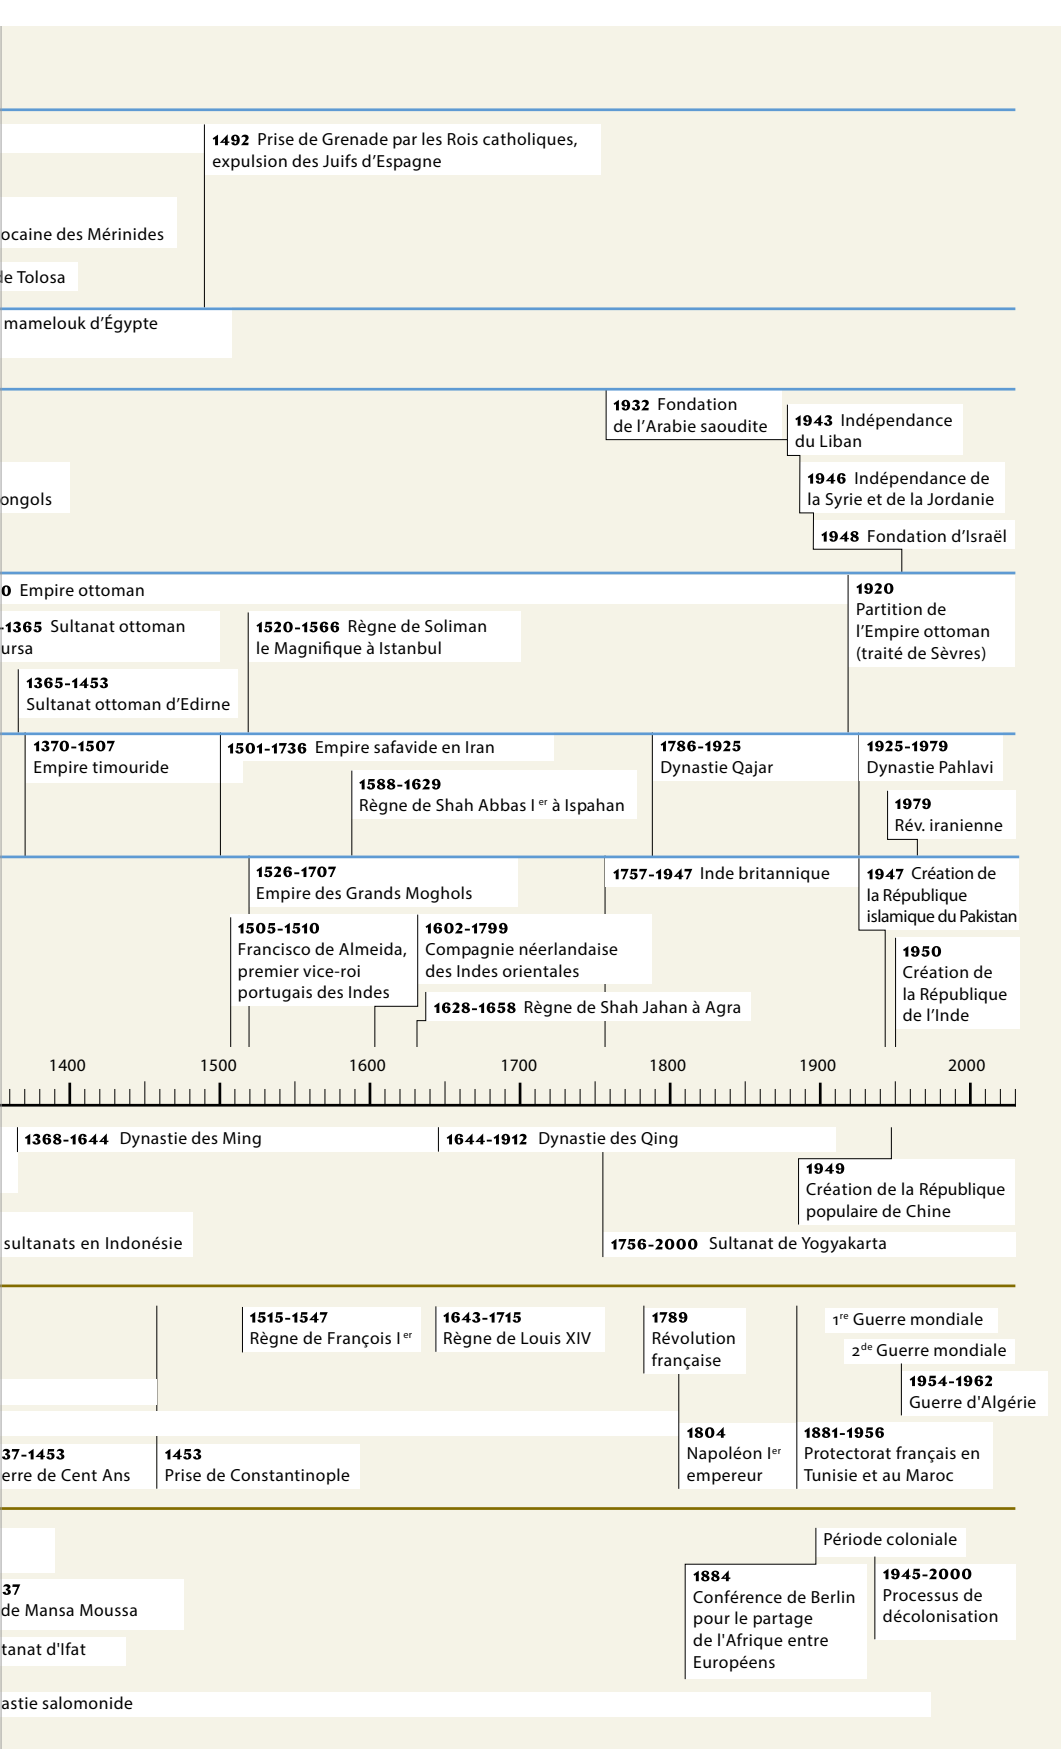 1492 Prise de Grenade par les Rois catholiques,
expulsion des Juifs d’Espagne
ocaine des Mérinides
de Tolosa
mamelouk d’Égypte
1932 Fondation
de l’Arabie saoudite
1943 Indépendance
du Liban
ongols
1946 Indépendance de
la Syrie et de la Jordanie
1948 Fondation d’Israël
0 Empire ottoman
1920
Partition de
l’Empire ottoman
(traité de Sèvres)
-1365 Sultanat ottoman
ursa
1520-1566 Règne de Soliman
le Magnifique à Istanbul
1365-1453
Sultanat ottoman d’Edirne
1370-1507
Empire timouride
1501-1736 Empire safavide en Iran
1588-1629
Règne de Shah Abbas Ier à Ispahan
1786-1925
Dynastie Qajar
1925-1979
Dynastie Pahlavi
1979
Rév. iranienne
1526-1707
Empire des Grands Moghols
1757-1947 Inde britannique
1947 Création de
la République
islamique du Pakistan
1505-1510
Francisco de Almeida,
premier vice-roi
portugais des Indes
1602-1799
Compagnie néerlandaise
des Indes orientales
1628-1658 Règne de Shah Jahan à Agra
1950
Création de
la République
de l’Inde
1400 1500 1600 1700 1800 1900 2000
1368-1644 Dynastie des Ming
1644-1912 Dynastie des Qing
1949
Création de la République
populaire de Chine
sultanats en Indonésie
1756-2000 Sultanat de Yogyakarta
1515-1547
Règne de François Ier
1643-1715
Règne de Louis XIV
1789
Révolution
française
1re Guerre mondiale
2de Guerre mondiale
1954-1962
Guerre d'Algérie
37-1453
erre de Cent Ans
1453
Prise de Constantinople
1804
Napoléon Ier
empereur
1881-1956
Protectorat français en
Tunisie et au Maroc
Période coloniale
1884
Conférence de Berlin
pour le partage
de l'Afrique entre
Européens
1945-2000
Processus de
décolonisation
37
de Mansa Moussa
tanat d'Ifat
astie salomonide